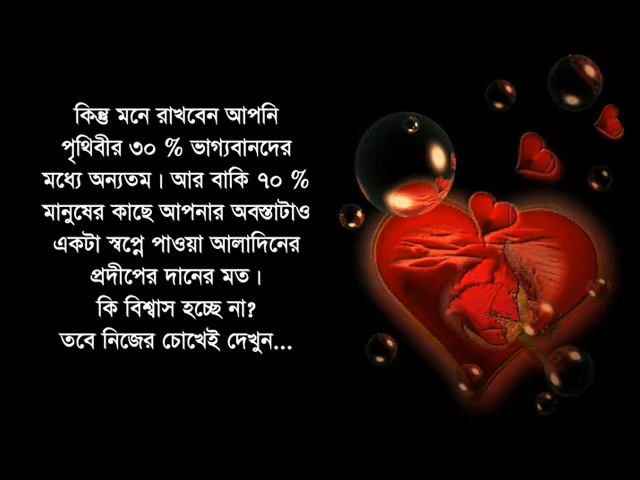 কিন্তু মনে রাখবেন আপনি
পৃথিবীর ৩০ % ভাগ্যবানদের
মধ্যে অন্যতম। আর বাকি ৭০ %
মানুষের কাছে আপনার অবস্তাটাও
একটা স্বপ্নে পাওয়া আলাদিনের
প্রদীপের দানের মত।
কি বিশ্বাস হচ্ছে না?
তবে নিজের চোখেই দেখুন...